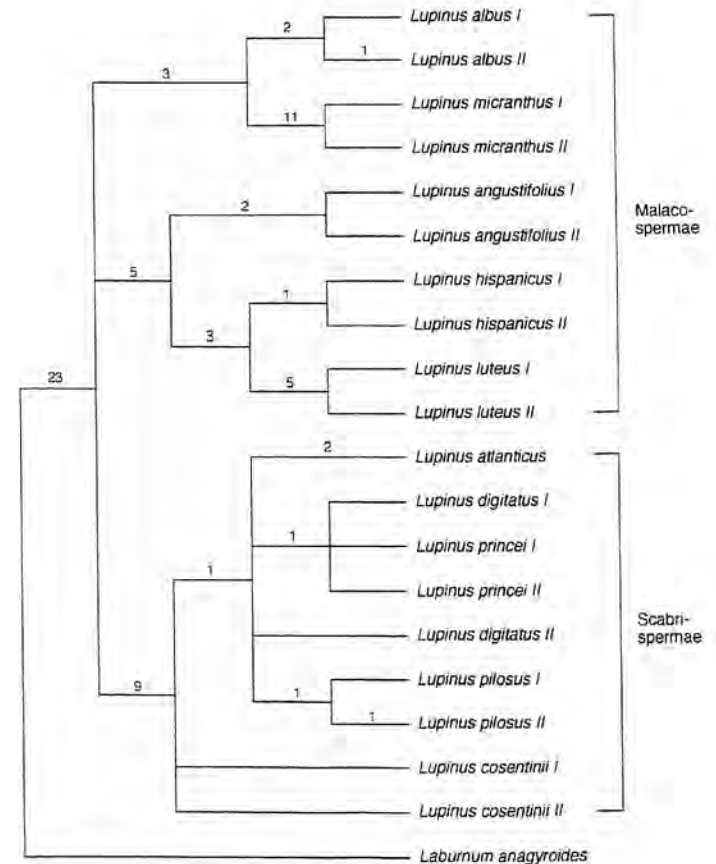 2
Lupinus albus I
1
Lupinus albus II
3
Lupinus micranthus I
11
Lupinus micranthus II
Lupinus angustifolius I
2
Malaco-
spermae
Lupinus angustifolius II
5
Lupinus hispanicus I
1
Lupinus hispanicus II
3
Lupinus luteus I
23
5
Lupinus luteus II
2
Lupinus atlanticus
Lupinus digitatus I
1
Lupinus princei I
1
Lupinus princei II
Scabri-
spermae
Lupinus digitatus II
Lupinus pilosus I
9
1
1
Lupinus pilosus II
Lupinus cosentinii I
Lupinus cosentinii II
Laburnum anagyroides